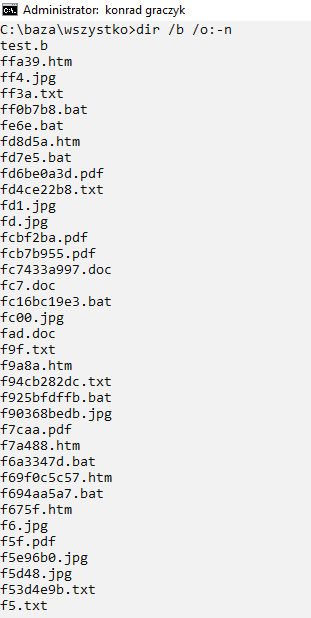 Administrator: konrad graczyk
C:\baza\wszystko>dir /b /o:-n
test.b
ffa39.htm
ff4.jpg
ff3a.txt
ff0b7b8.bat
fe6e.bat
fd8d5a.htm
fd7e5.bat
fd6be0a3d.pdf
fd4ce22b8.txt
fd1.jpg
fd.jpg
fcbf2ba.pdf
fcb7b955.pdf
fc7433a997.doc
fc7.doc
fc16bc19e3.bat
fc00.jpg
fad.doc
f9f.txt
f9a8a.htm
f94cb282dc.txt
f925bfdffb.bat
f90368bedb.jpg
f7caa.pdf
f7a488.htm
f6a3347d.bat
f69f0c5c57.htm
f694aa5a7.bat
f675f.htm
f6.jpg
f5f.pdf
f5e96b0.jpg
f5d48.jpg
f53d4e9b.txt
f5.txt